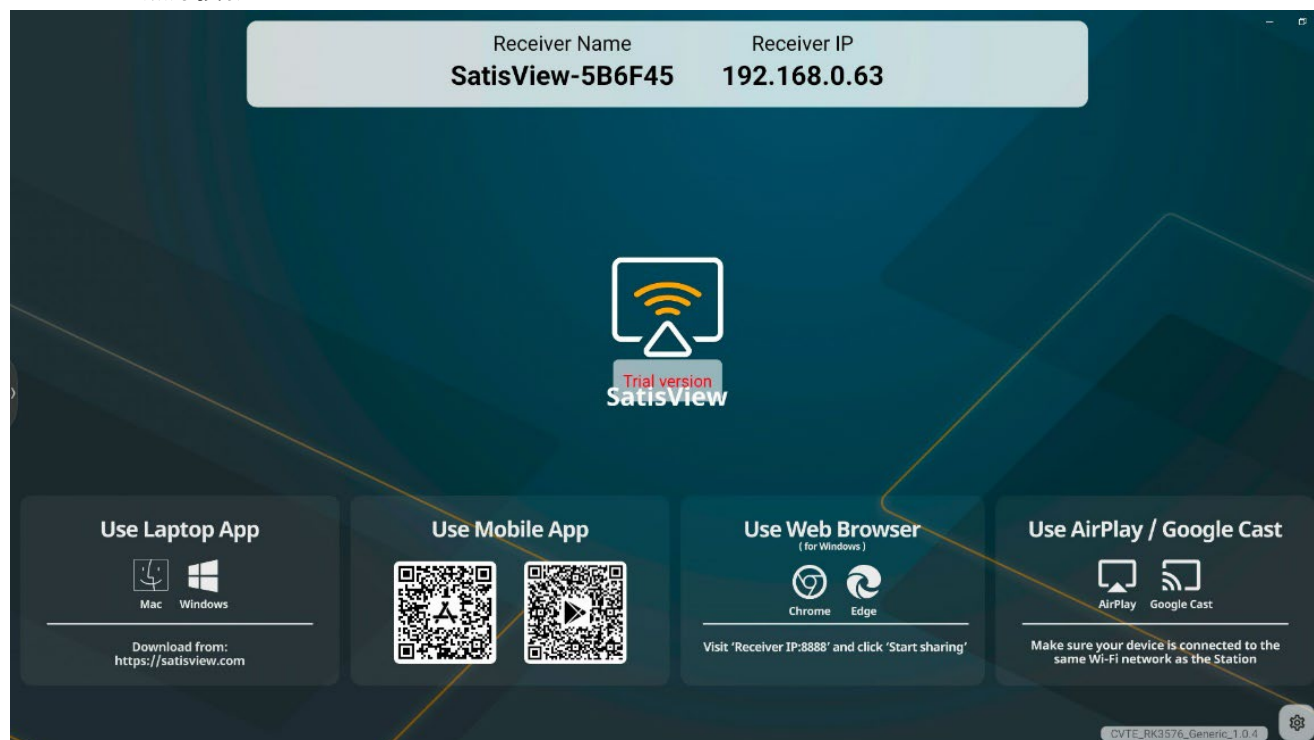 Receiver Name
SatisView-5B6F45
Receiver IP
192.168.0.63
Trial version
SatisView
Use Laptop App
Mac
Windows
Download from:
https://satisview.com
Use Mobile App
Use Web Browser
( for Windows )
Chrome
Edge
Visit ‘Receiver IP:8888’ and click ‘Start sharing’
Use AirPlay / Google Cast
AirPlay
Google Cast
Make sure your device is connected to the
same Wi-Fi network as the Station
CVTE_RK3576_Generic_1.0.4